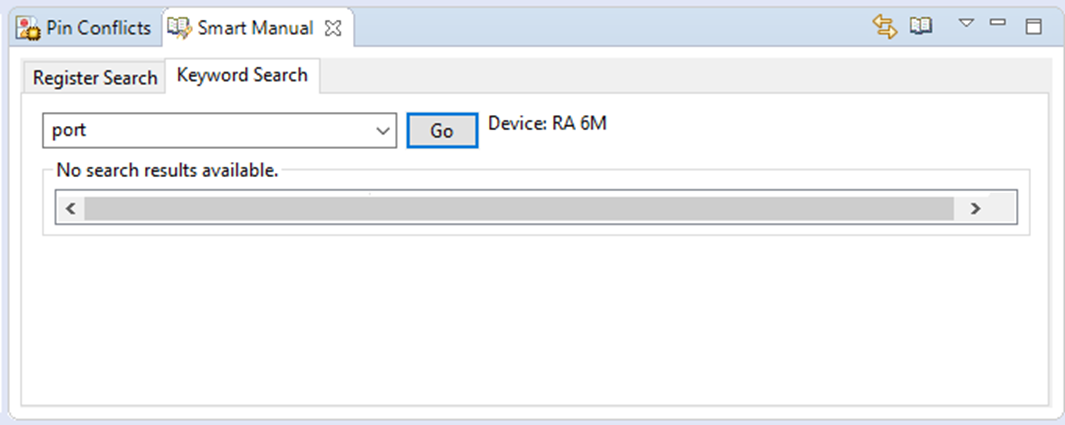 Pin Conflicts Smart Manual
Register Search Keyword Search
port Go Device: RA 6M
No search results available.